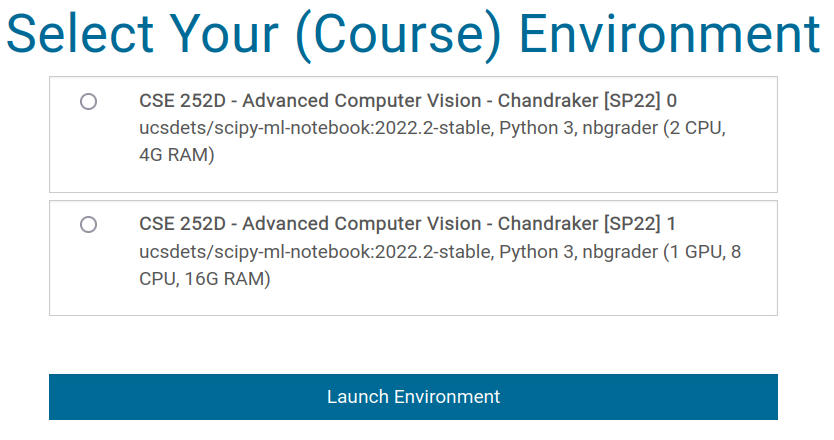 Select Your (Course) Environment
CSE 252D - Advanced Computer Vision - Chandraker [SP22] 0
ucsdets/scipy-ml-notebook:2022.2-stable, Python 3, nbgrader (2 CPU,
4G RAM)
CSE 252D - Advanced Computer Vision - Chandraker [SP22] 1
ucsdets/scipy-ml-notebook:2022.2-stable, Python 3, nbgrader (1 GPU, 8
CPU, 16G RAM)
Launch Environment